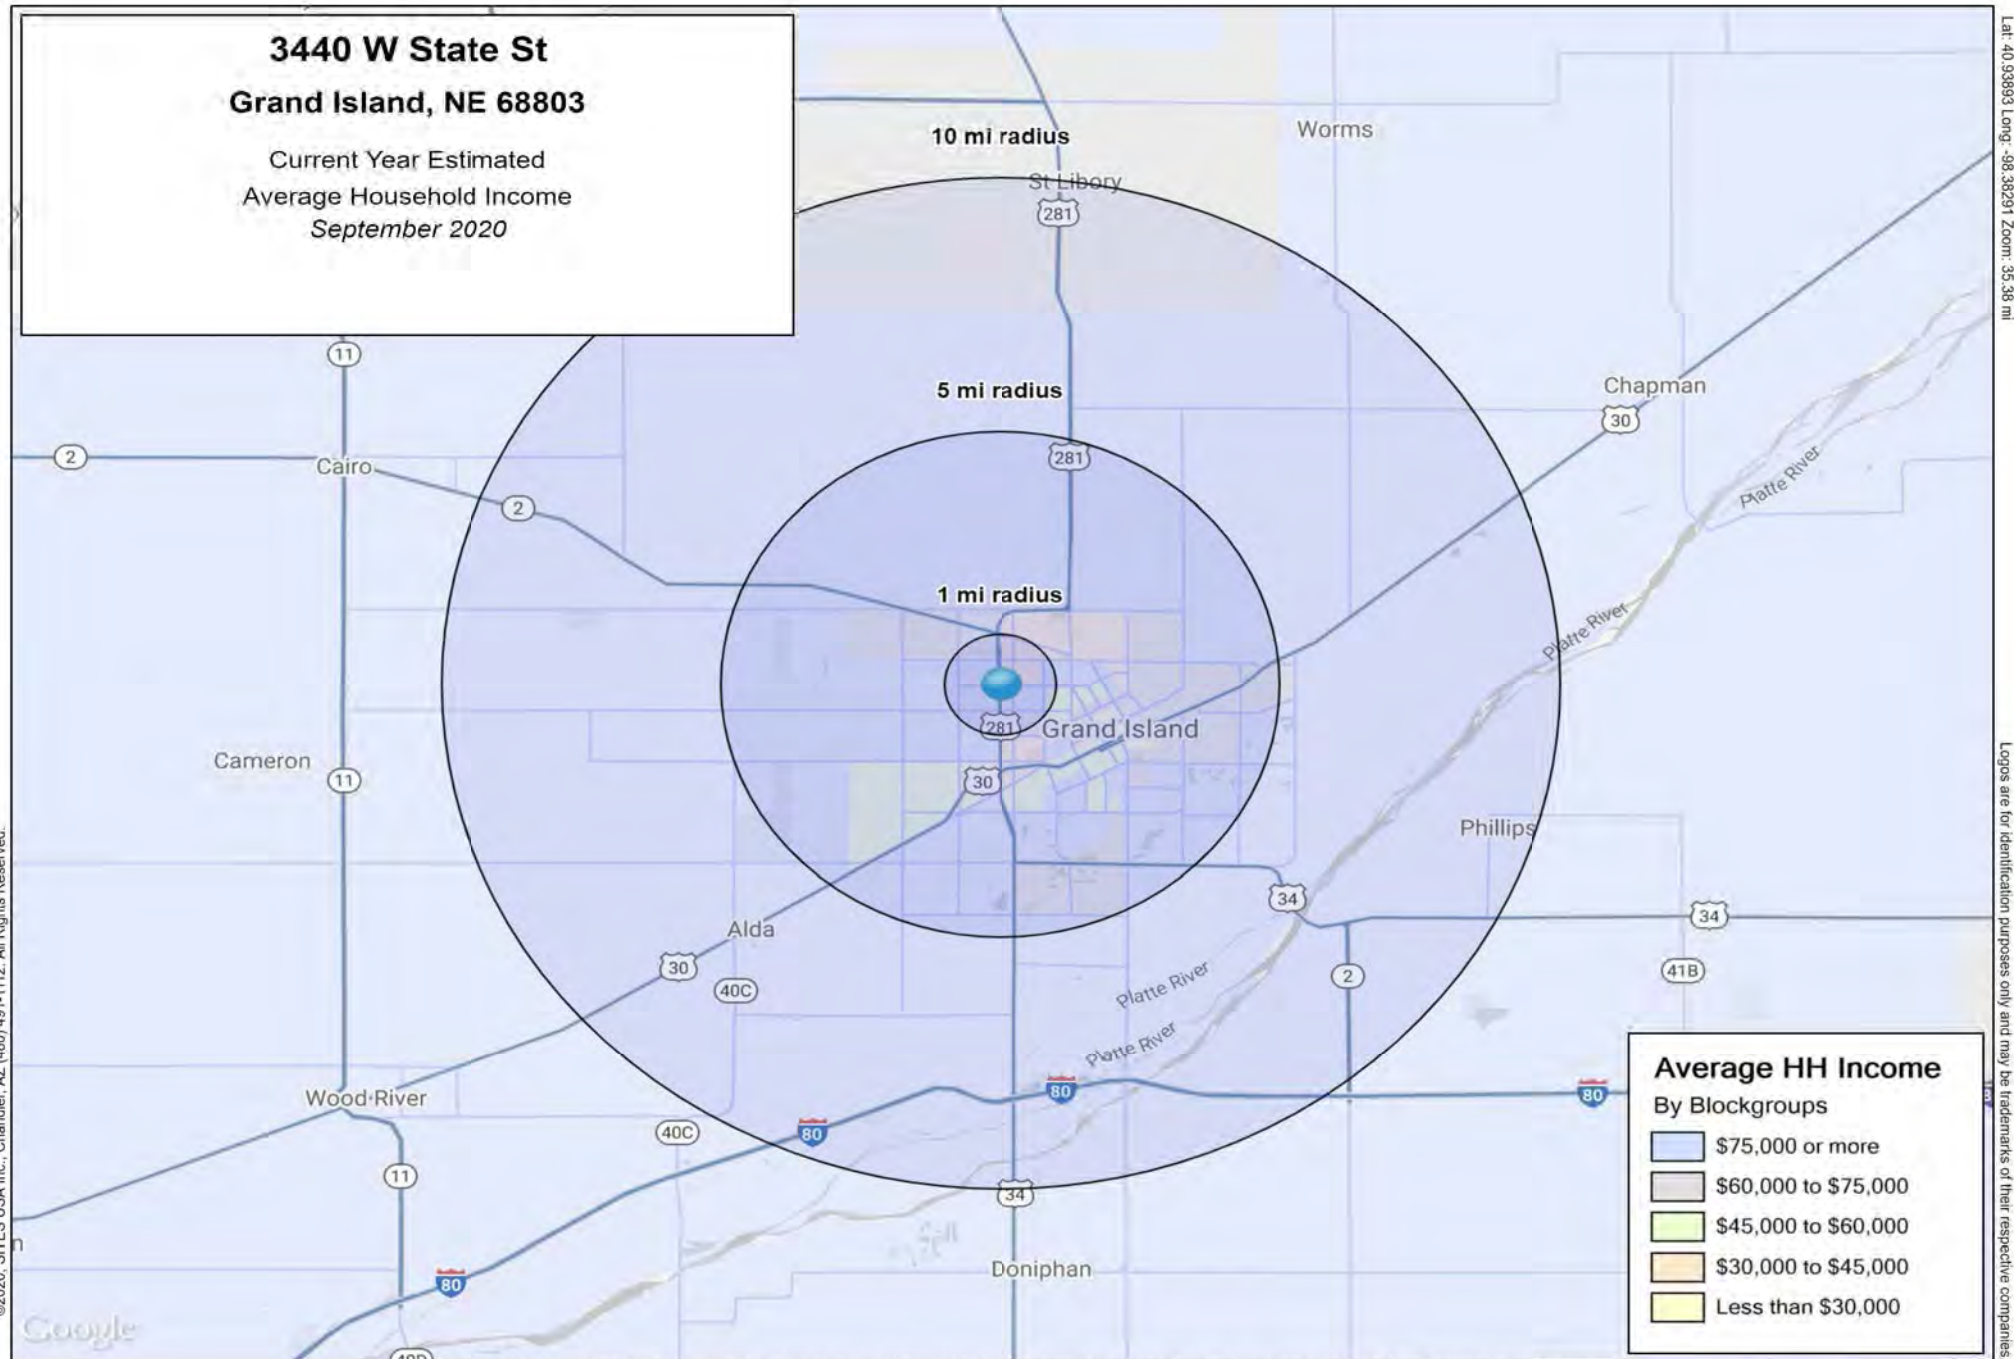 3440 W State St
Grand Island, NE 68803
Current Year Estimated
Average Household Income
September 2020
10 mi radius
Worms
St Libory
281
11
5 mi radius
Chapman
30
281
2
Cairo
2
Platte River
1 mi radius
Platte River
281
Grand Island
Cameron
11
30
Phillips
34
34
Alda
30
40C
2
41B
Platte River
Platte River
80
80
Wood River
40C
80
11
34
80
Doniphan
Google
Average HH Income
By Blockgroups
$75,000 or more
$60,000 to $75,000
$45,000 to $60,000
$30,000 to $45,000
Less than $30,000
Lat: 40.93893 Long: -98.38291 Zoom: 35.38 mi
Logos are for identification purposes only and may be trademarks of their respective companies